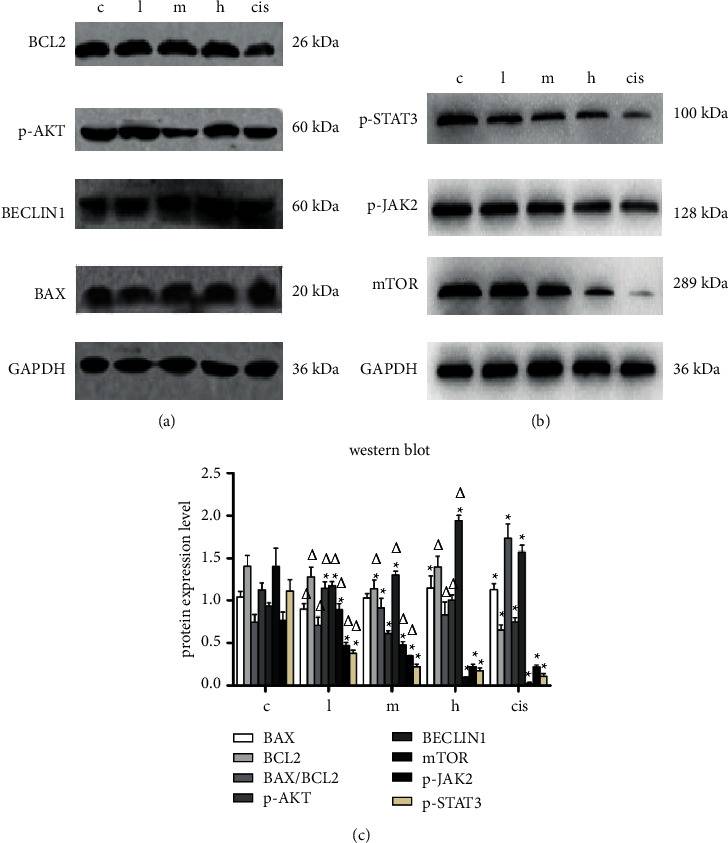 c l m h cis
BCL2 26 kDa
p-AKT 60 kDa
BECLIN1 60 kDa
BAX 20 kDa
GAPDH 36 kDa
(a)
c l m h cis
p-STAT3 100 kDa
p-JAK2 128 kDa
mTOR 289 kDa
GAPDH 36 kDa
(b)
western blot
protein expression level
2.5
2.0
1.5
1.0
0.5
0.0
c l m h cis
BAX
BCL2
BAX/BCL2
p-AKT
BECLIN1
mTOR
p-JAK2
p-STAT3
(c)